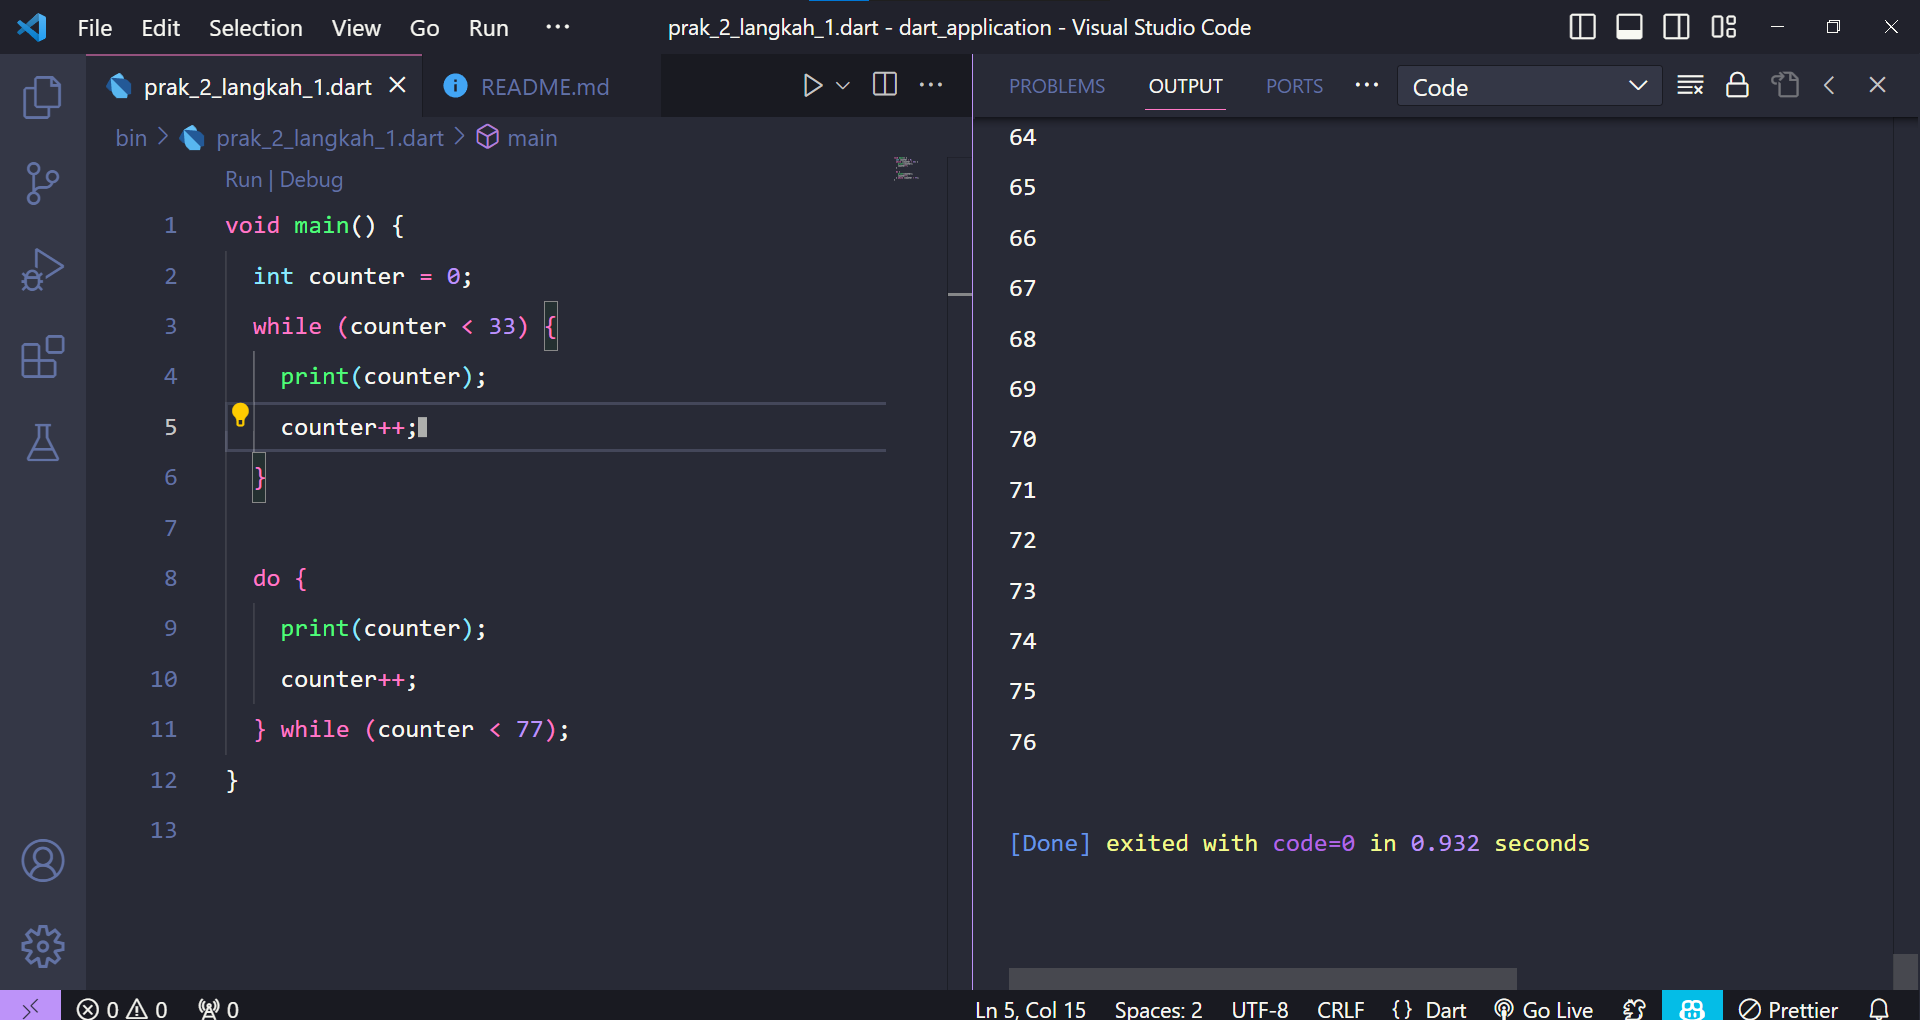 File Edit Selection View Go Run ··· prak_2_langkah_1.dart - dart_application - Visual Studio Code
prak_2_langkah_1.dart README.md
bin > prak_2_langkah_1.dart > main
Run | Debug
1 void main() {
2 int counter = 0;
3 while (counter < 33) {
4 print(counter);
5 counter++;
6 }
7
8 do {
9 print(counter);
10 counter++;
11 } while (counter < 77);
12 }
13
PROBLEMS OUTPUT PORTS ··· Code
64
65
66
67
68
69
70
71
72
73
74
75
76
[Done] exited with code=0 in 0.932 seconds
0 0 0 Ln 5, Col 15 Spaces: 2 UTF-8 CRLF {} Dart Go Live Prettier